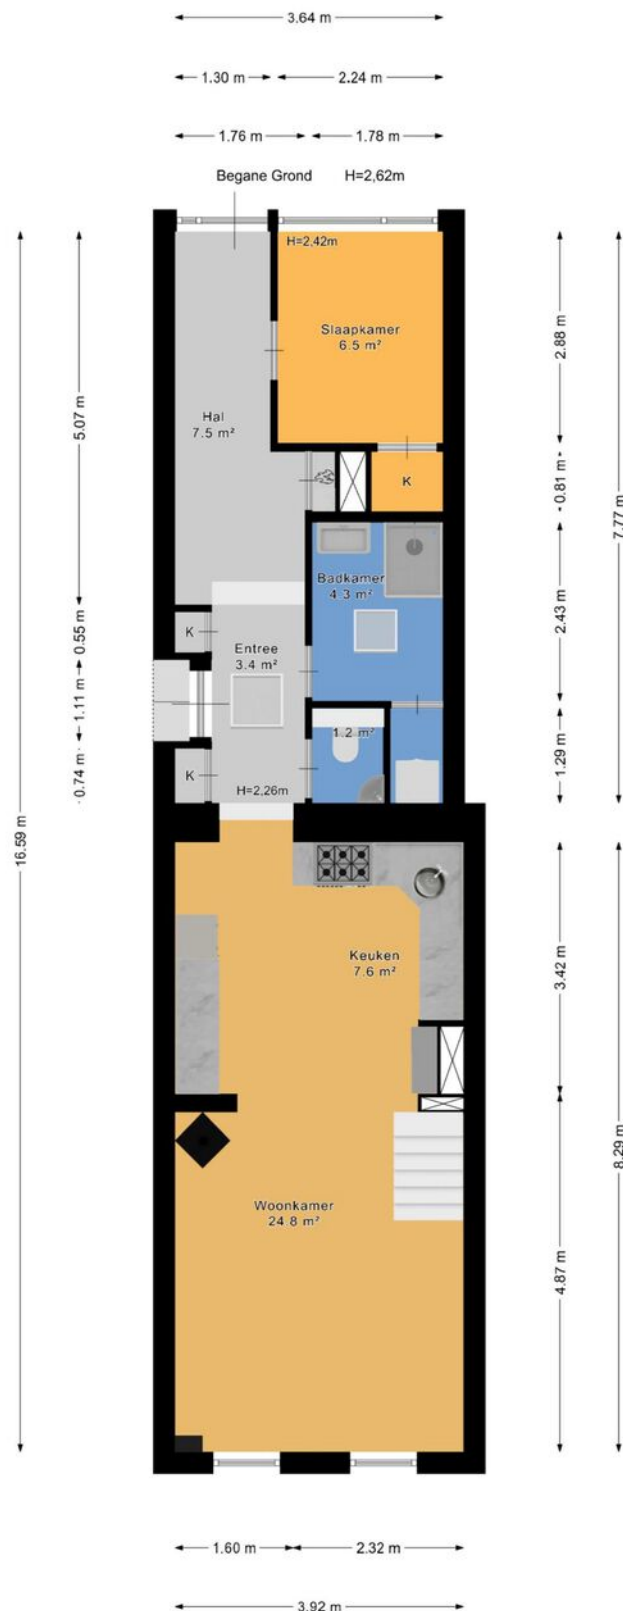 3.64 m
1.30 m
2.24 m
1.76 m
1.78 m
Begane Grond
H=2,62m
H=2,42m
Slaapkamer
6.5 m²
2.88 m
5.07 m
Hal
7.5 m²
K
0.81 m
7.77 m
Badkamer
4.3 m²
2.43 m
0.55 m
K
Entree
3.4 m²
1.11 m
1.2 m²
1.29 m
0.74 m
K
H=2,26m
16.59 m
Keuken
7.6 m²
3.42 m
8.29 m
Woonkamer
24.8 m²
4.87 m
1.60 m
2.32 m
3.92 m